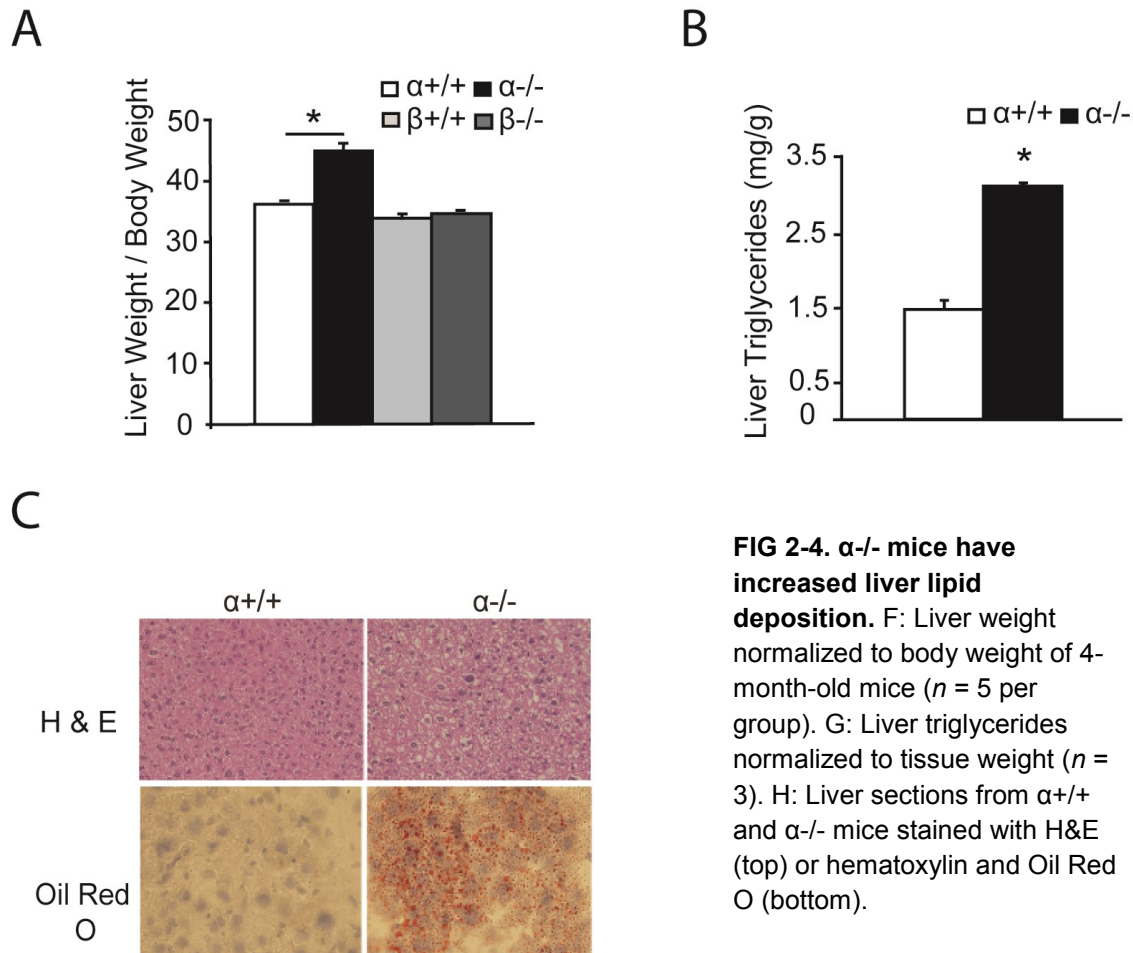 A
α+/+ α-/-
β+/+ β-/-
*
50
40
30
20
10
0
Liver Weight / Body Weight
B
α+/+ α-/-
*
3.5
2.5
1.5
0.5
0
Liver Triglycerides (mg/g)
C
α+/+ α-/-
H & E
Oil Red
O
FIG 2-4. α-/- mice have
increased liver lipid
deposition. F: Liver weight
normalized to body weight of 4-
month-old mice (n = 5 per
group). G: Liver triglycerides
normalized to tissue weight (n =
3). H: Liver sections from α+/+
and α-/- mice stained with H&E
(top) or hematoxylin and Oil Red
O (bottom).